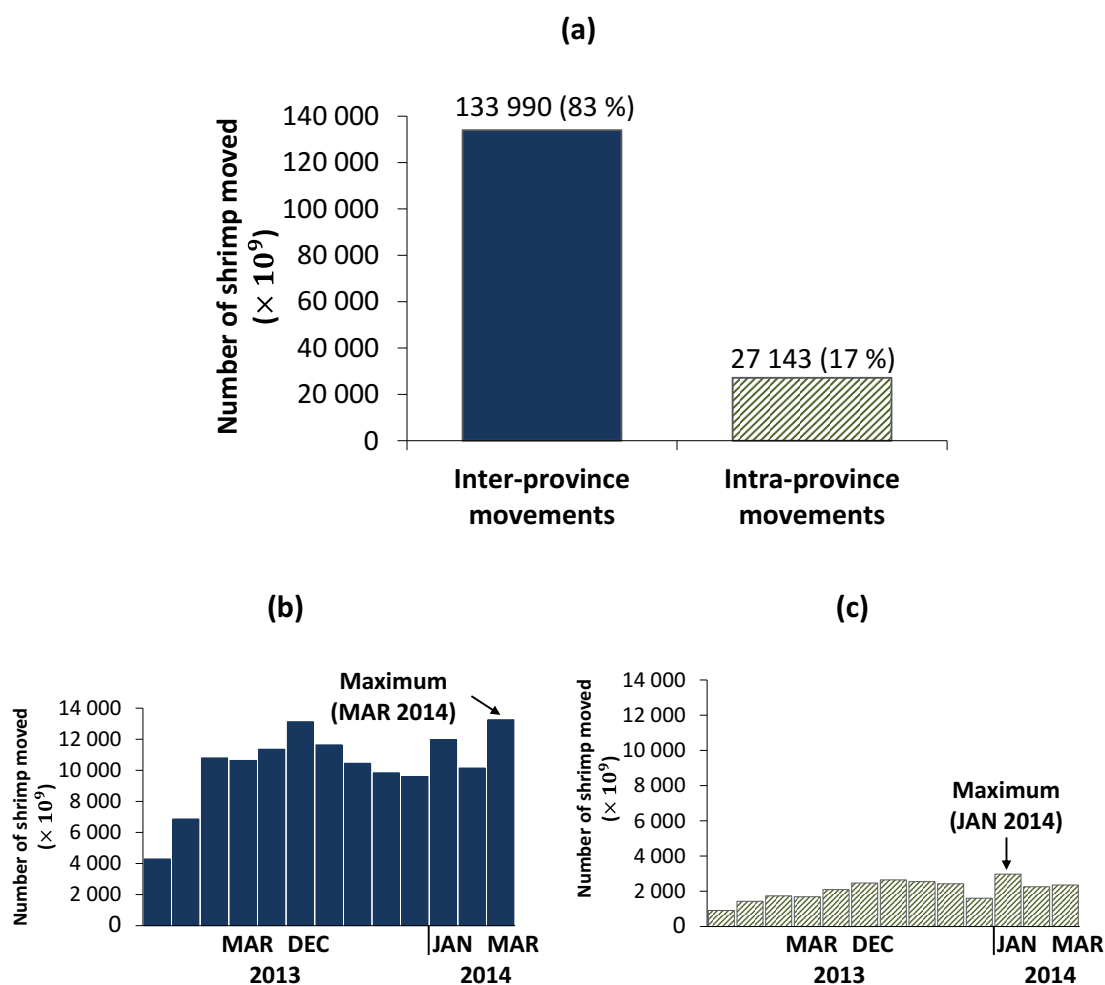 (a)
Number of shrimp moved
(× 10⁹)
140 000
120 000
100 000
80 000
60 000
40 000
20 000
0
133 990 (83 %)
27 143 (17 %)
Inter-province
movements
Intra-province
movements
(b)
Number of shrimp moved
(× 10⁹)
14 000
12 000
10 000
8 000
6 000
4 000
2 000
0
Maximum
(MAR 2014)
MAR DEC JAN MAR
2013 2014
(c)
Number of shrimp moved
(× 10⁹)
14 000
12 000
10 000
8 000
6 000
4 000
2 000
0
Maximum
(JAN 2014)
MAR DEC JAN MAR
2013 2014